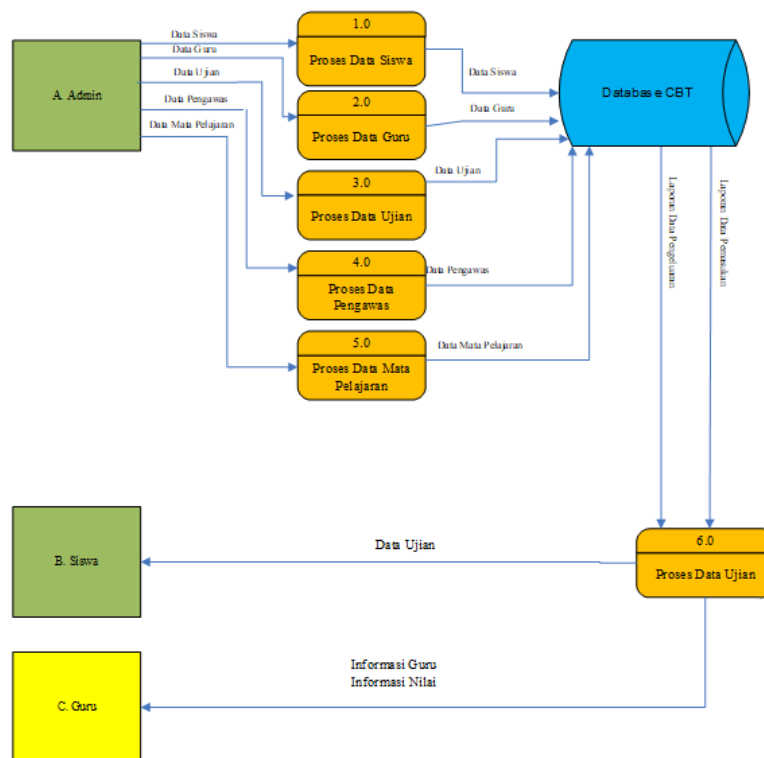 A. Admin
Data Siswa
Data Guru
Data Ujian
Data Pengawas
Data Mata Pelajaran
1.0
Proses Data Siswa
2.0
Proses Data Guru
3.0
Proses Data Ujian
4.0
Proses Data
Pengawas
5.0
Proses Data Mata
Pelajaran
Data Siswa
Data Guru
Data Ujian
Data Pengawas
Data Mata Pelajaran
Database CBT
Laporan Data Pengeluaran
Laporan Data Pemasukan
6.0
Proses Data Ujian
B. Siswa
Data Ujian
C. Guru
Informasi Guru
Informasi Nilai